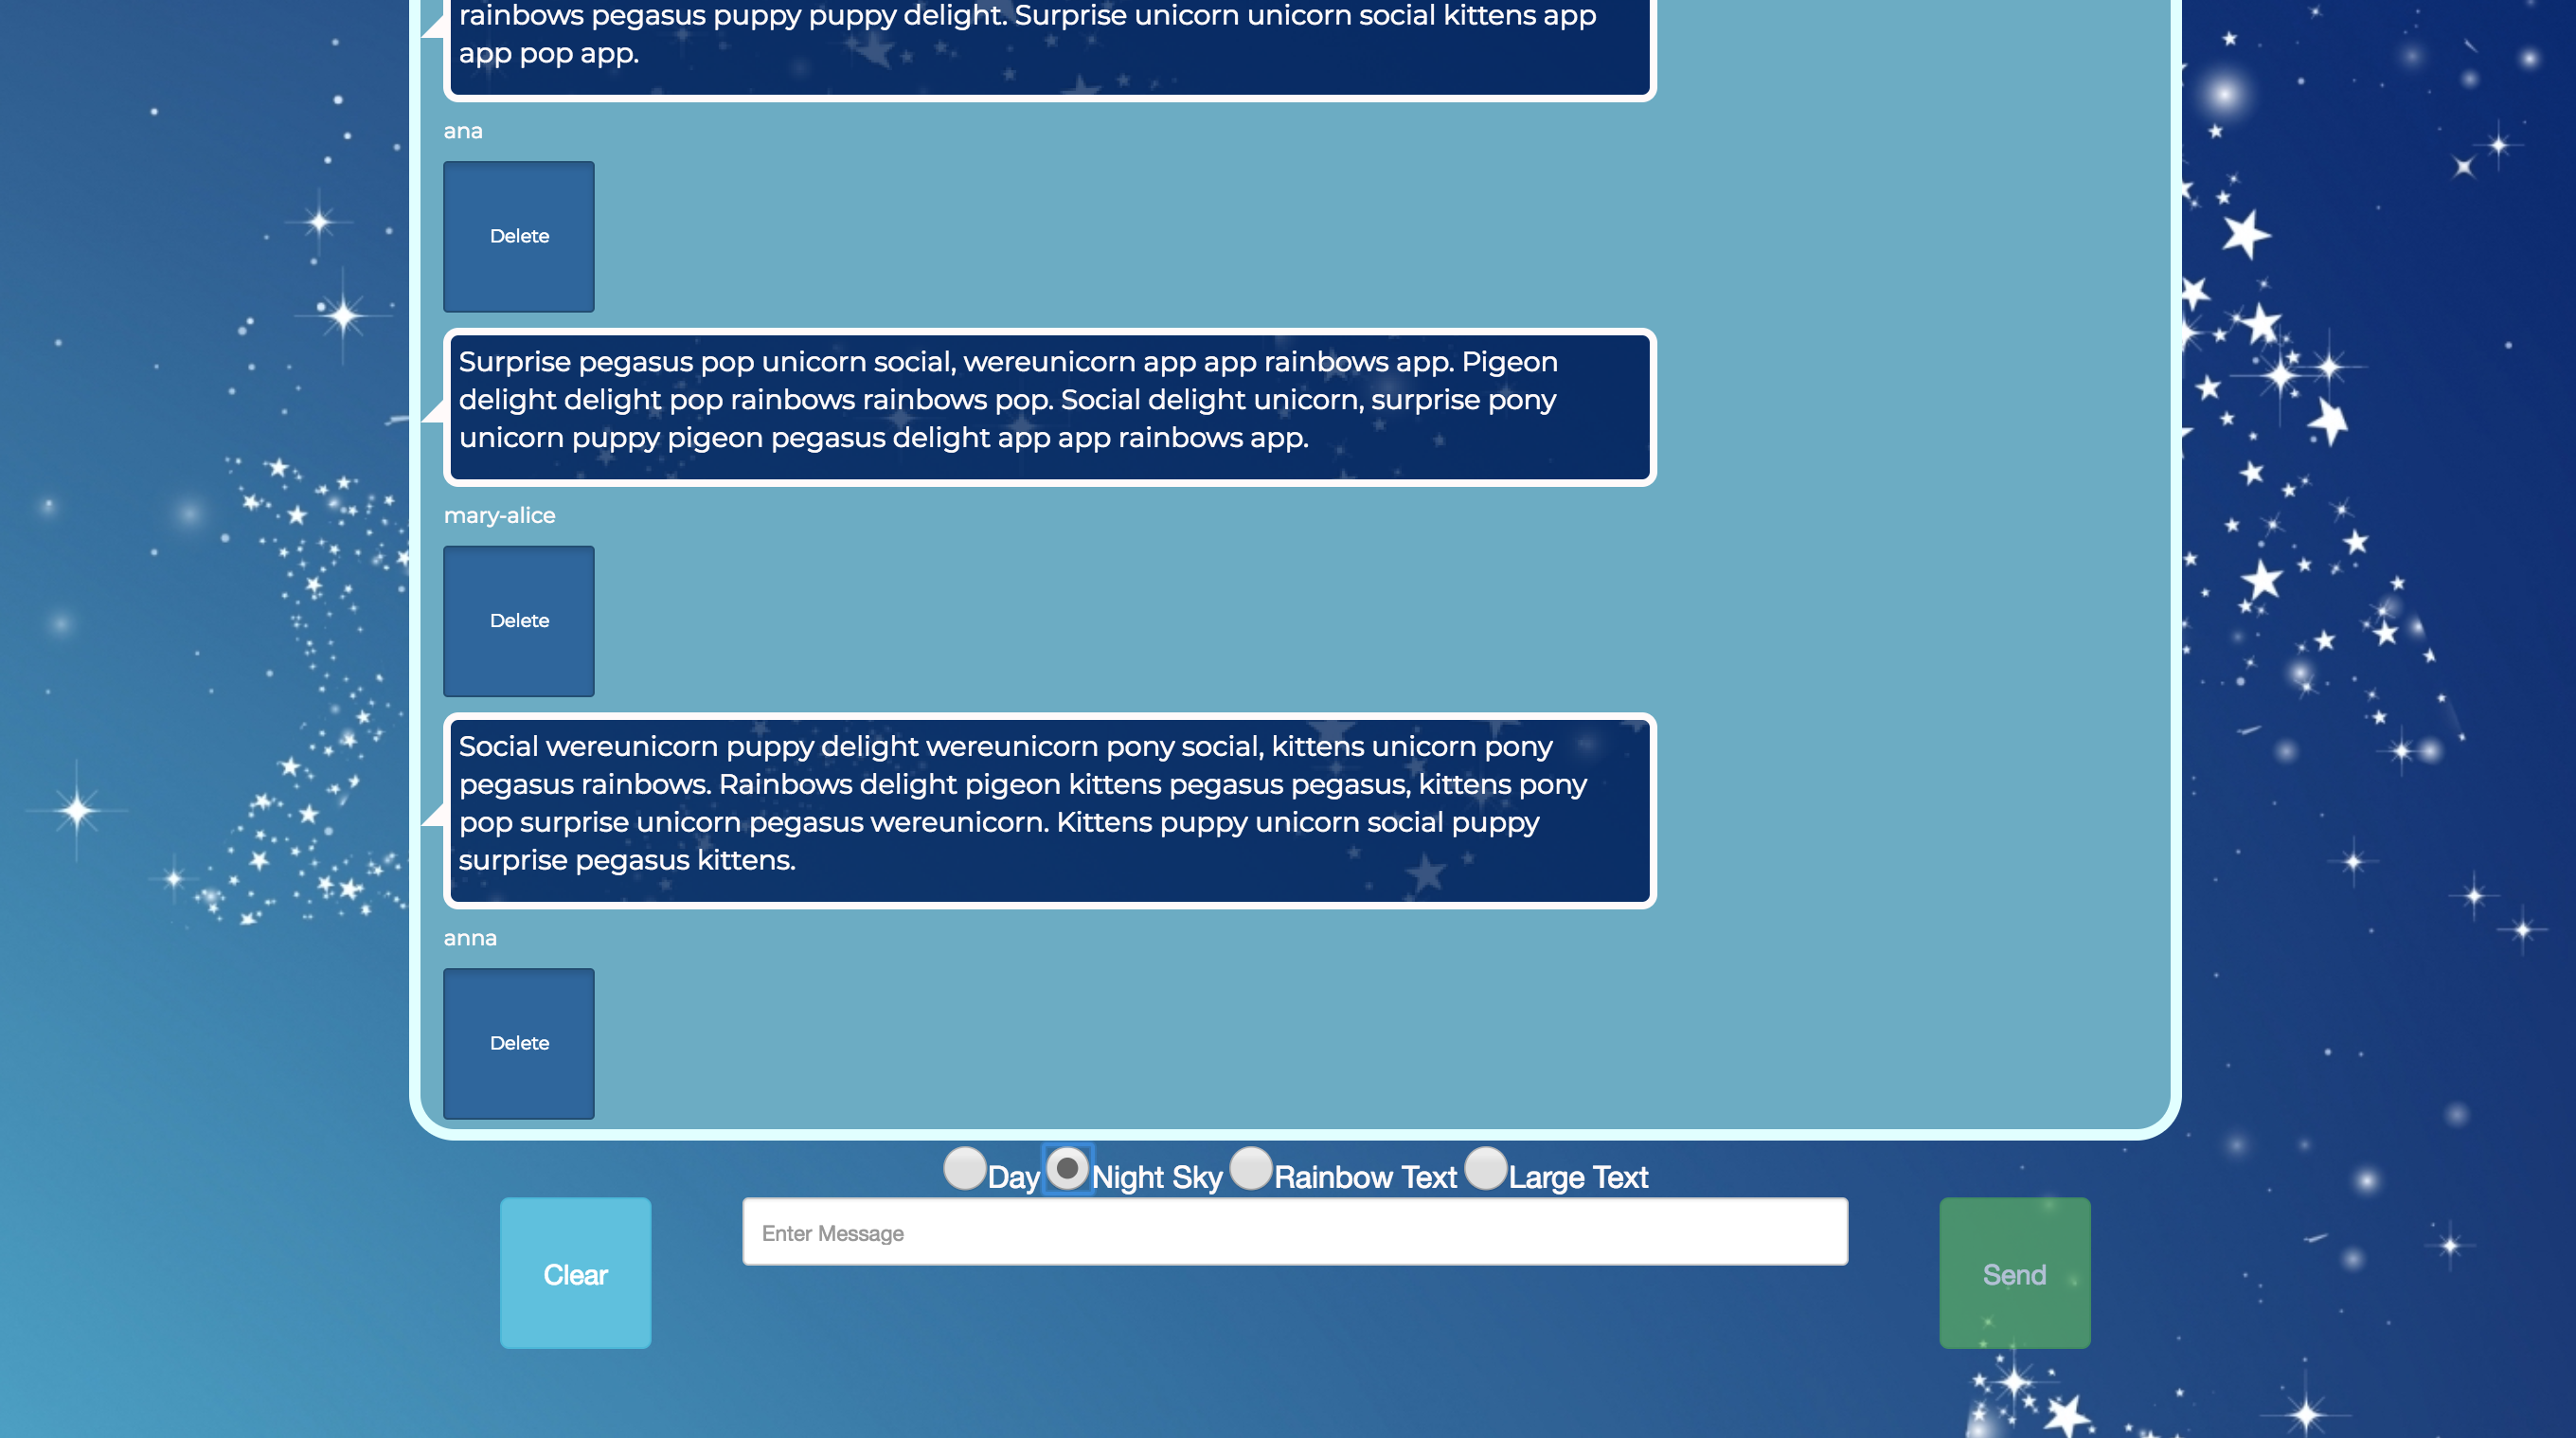 rainbows pegasus puppy puppy delight. Surprise unicorn unicorn social kittens app
app pop app.
ana
Delete
Surprise pegasus pop unicorn social, wereunicorn app app rainbows app. Pigeon
delight delight pop rainbows rainbows pop. Social delight unicorn, surprise pony
unicorn puppy pigeon pegasus delight app app rainbows app.
mary-alice
Delete
Social wereunicorn puppy delight wereunicorn pony social, kittens unicorn pony
pegasus rainbows. Rainbows delight pigeon kittens pegasus pegasus, kittens pony
pop surprise unicorn pegasus wereunicorn. Kittens puppy unicorn social puppy
surprise pegasus kittens.
anna
Delete
Day Night Sky Rainbow Text Large Text
Clear Enter Message Send